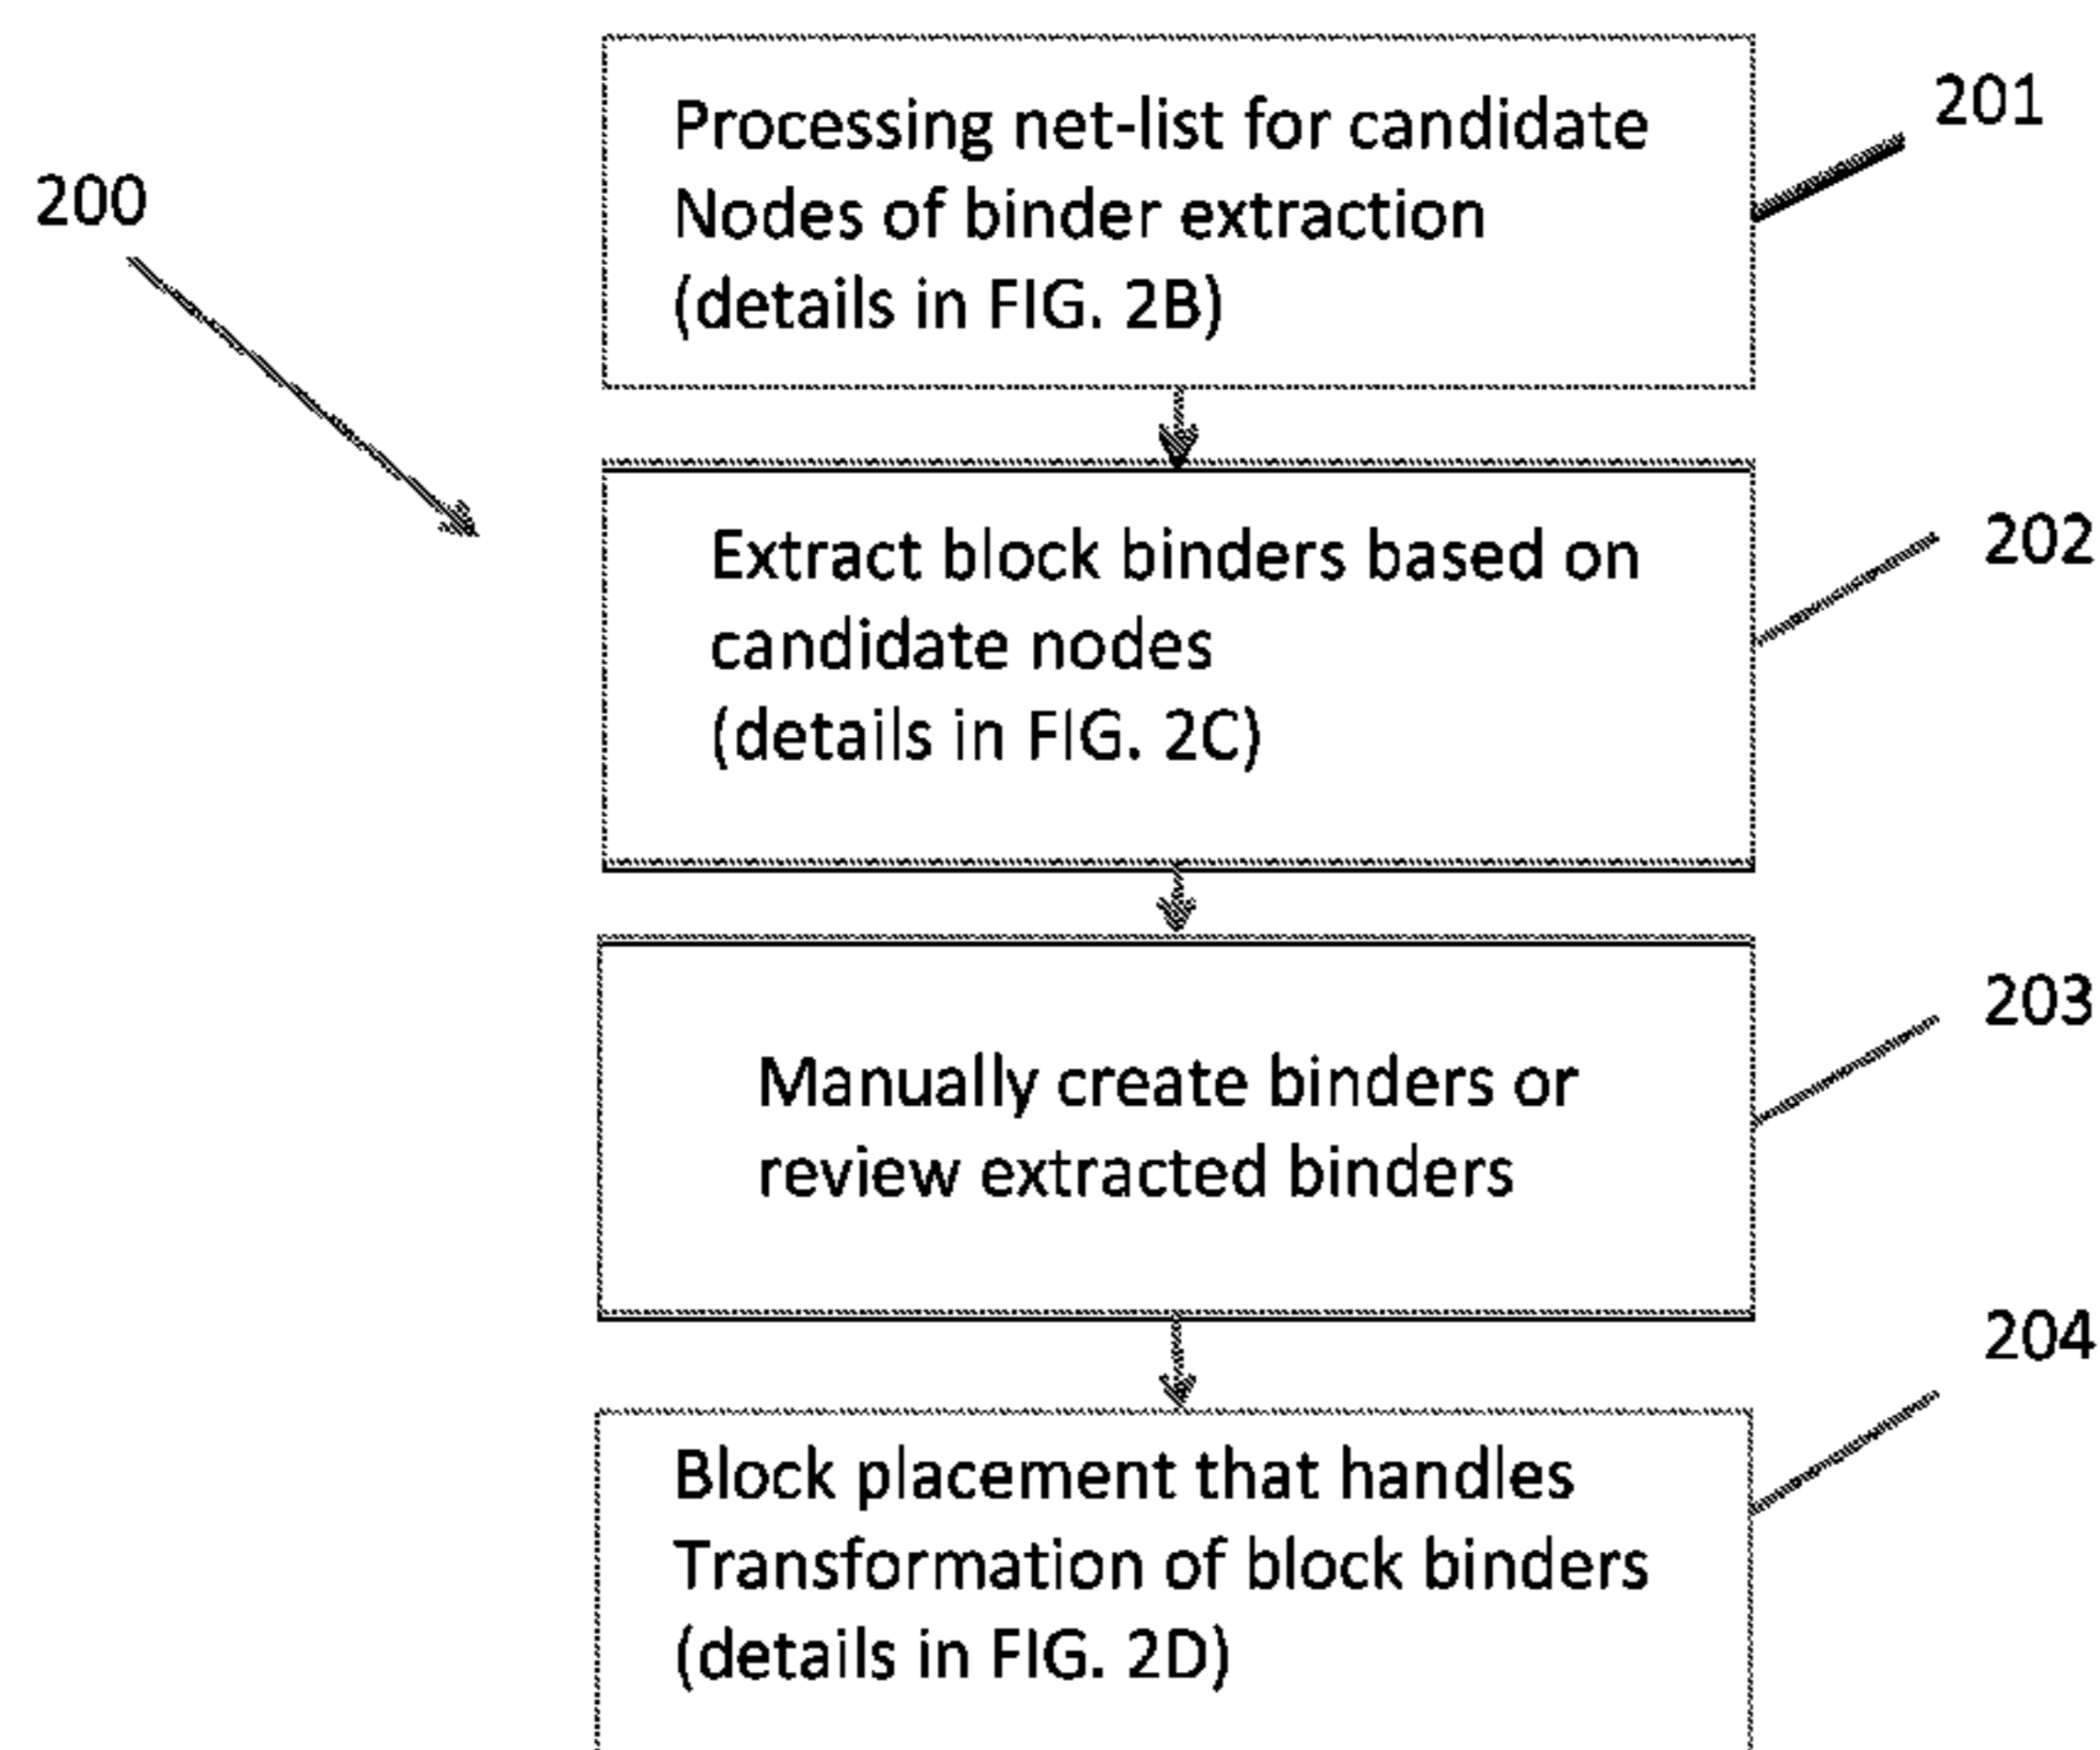 201
Processing net-list for candidate
Nodes of binder extraction
(details in FIG. 2B)
200
202
Extract block binders based on
candidate nodes
(details in FIG. 2C)
203
Manually create binders or
review extracted binders
204
Block placement that handles
Transformation of block binders
(details in FIG. 2D)